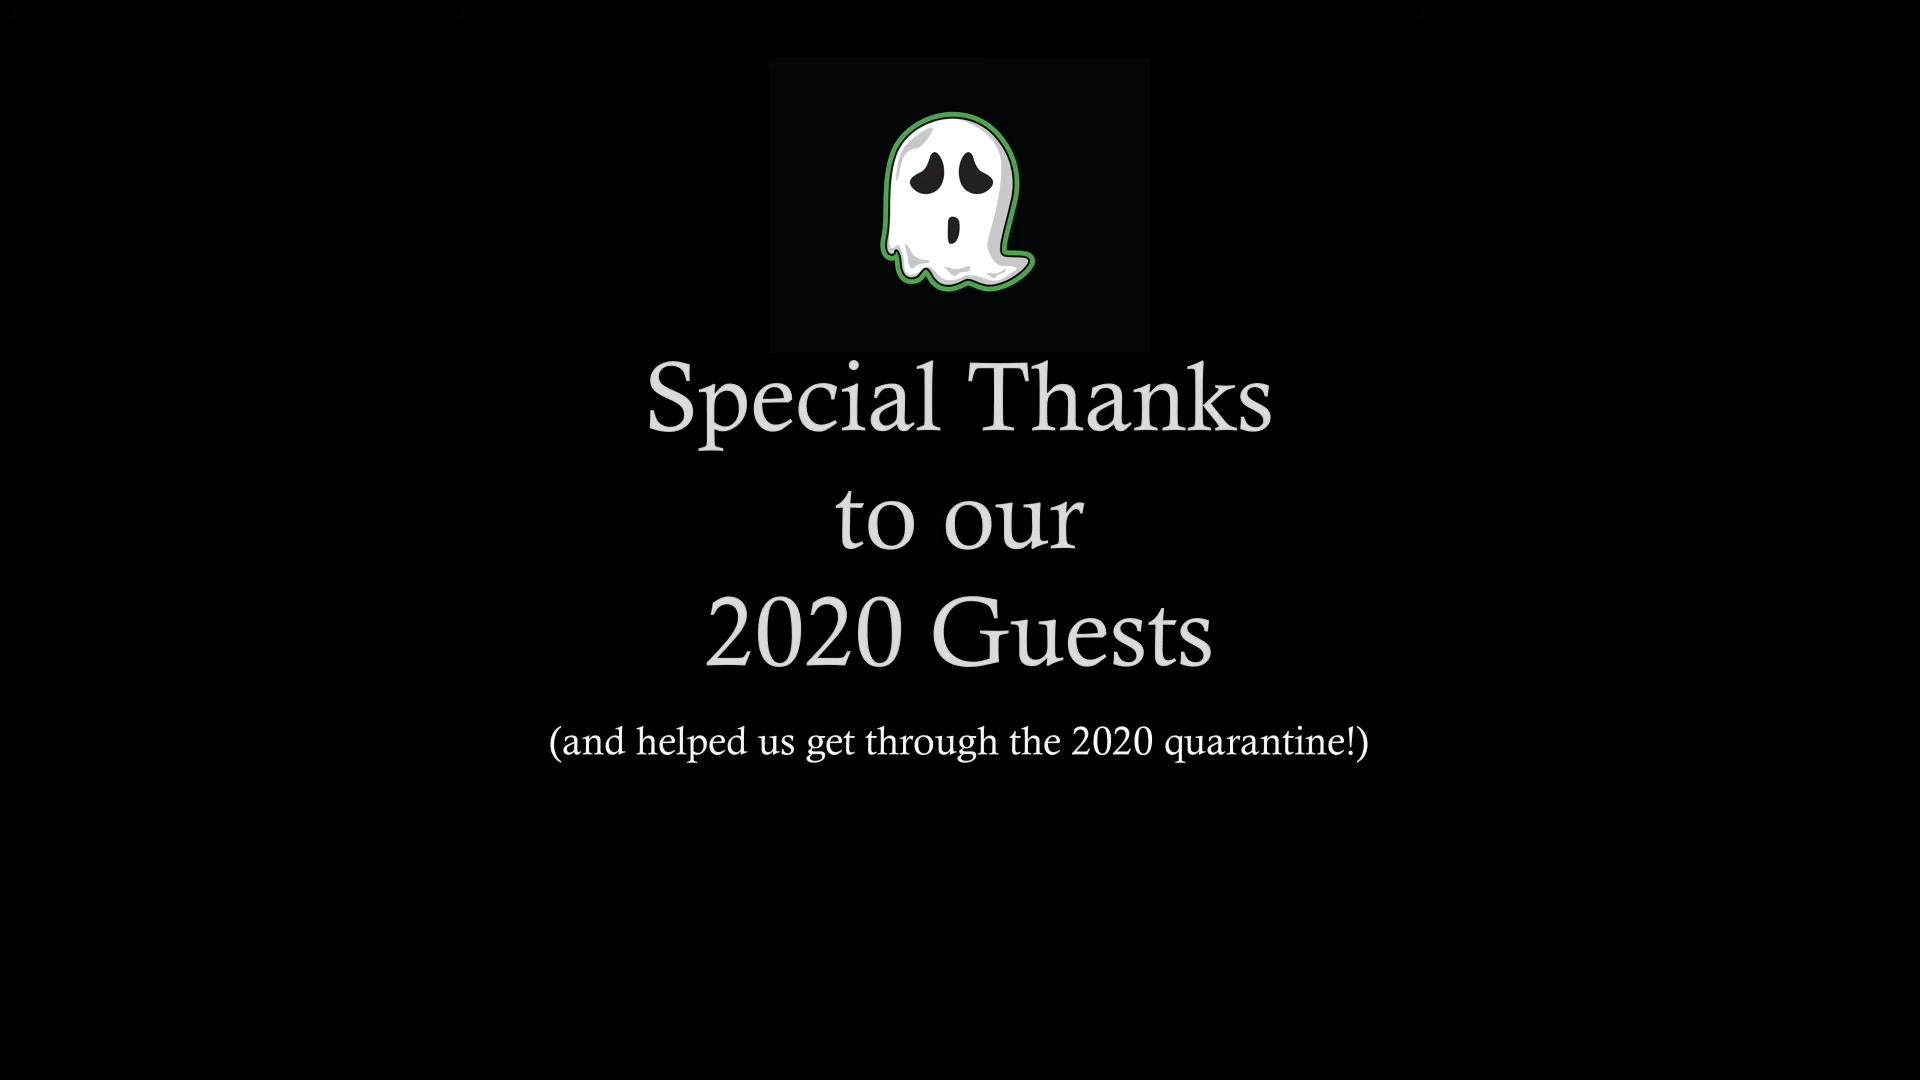 Special Thanks
to our
2020 Guests
(and helped us get through the 2020 quarantine!)